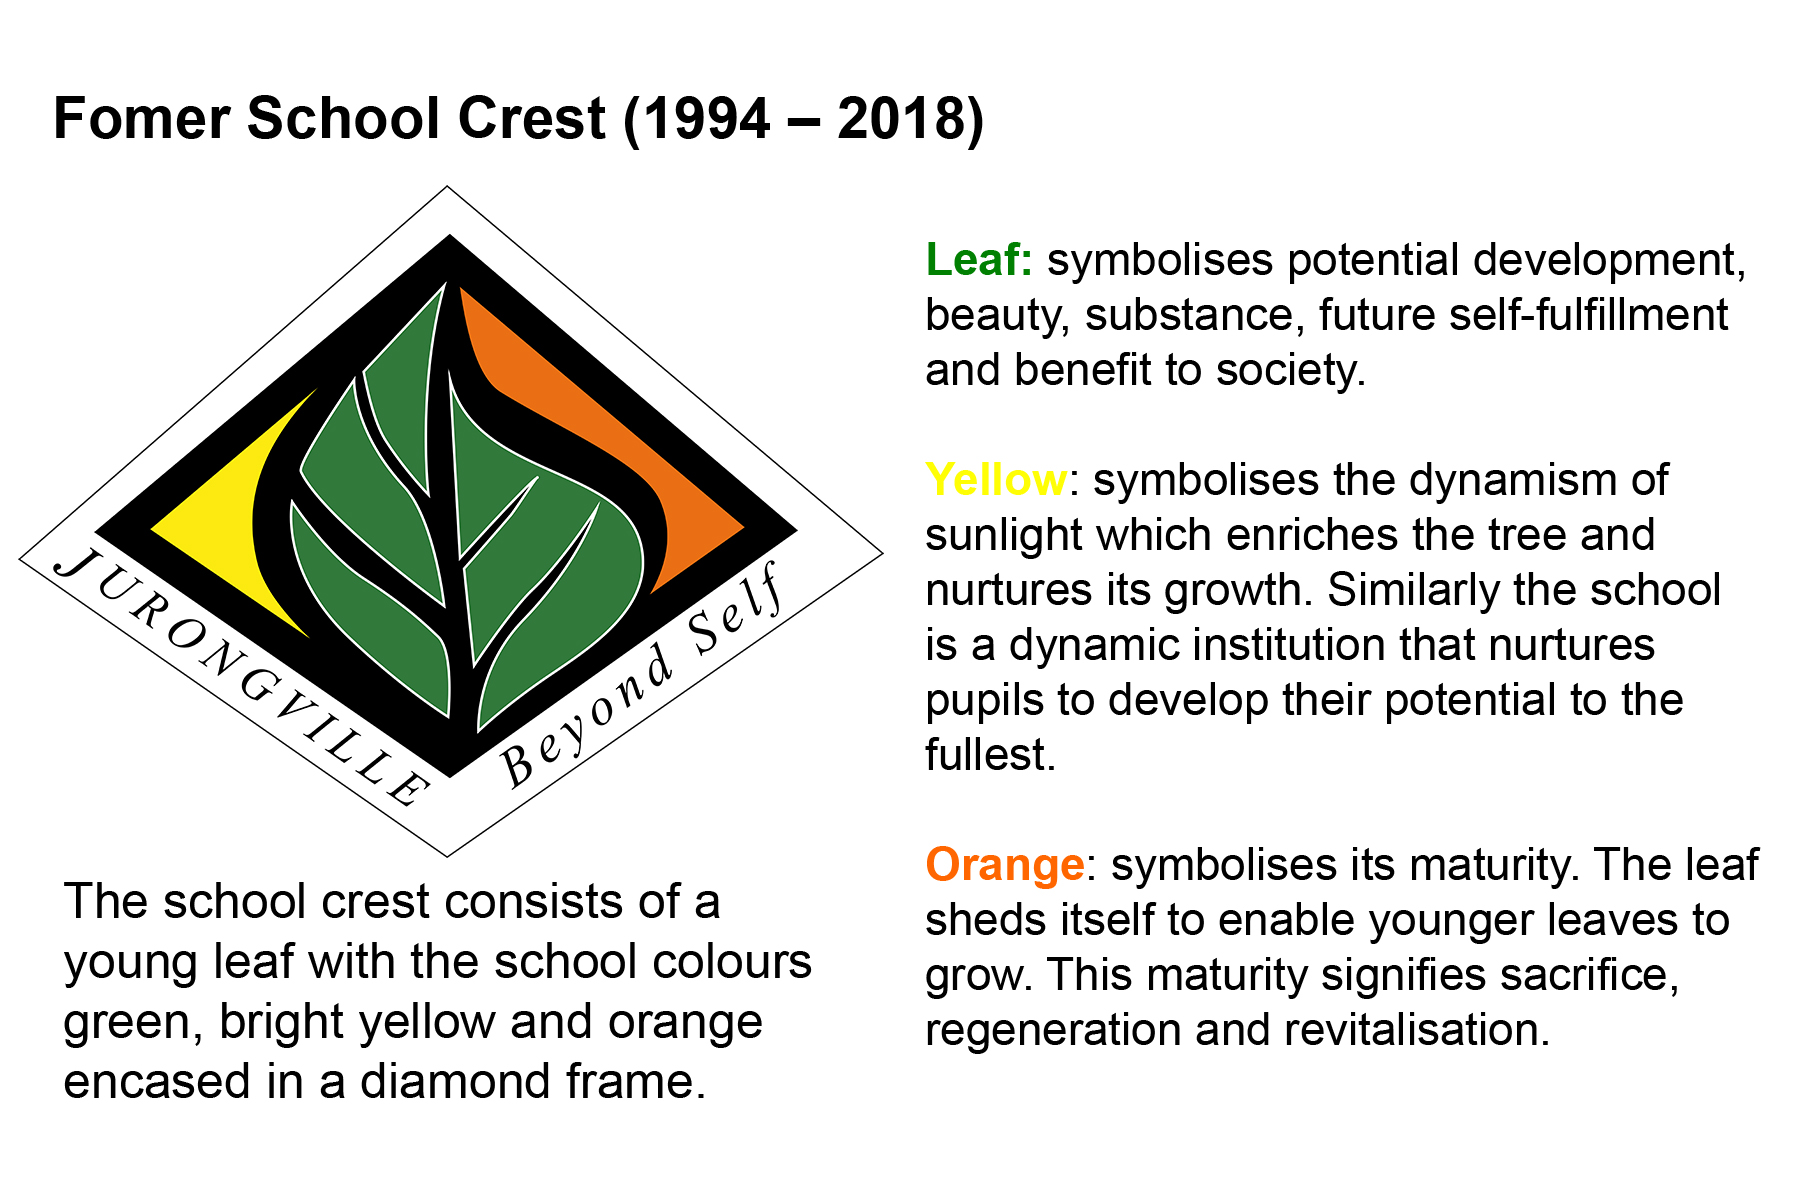 Fomer School Crest (1994 – 2018)
JURONGVILLE
Beyond Self
The school crest consists of a
young leaf with the school colours
green, bright yellow and orange
encased in a diamond frame.
Leaf: symbolises potential development,
beauty, substance, future self-fulfillment
and benefit to society.
Yellow: symbolises the dynamism of
sunlight which enriches the tree and
nurtures its growth. Similarly the school
is a dynamic institution that nurtures
pupils to develop their potential to the
fullest.
Orange: symbolises its maturity. The leaf
sheds itself to enable younger leaves to
grow. This maturity signifies sacrifice,
regeneration and revitalisation.